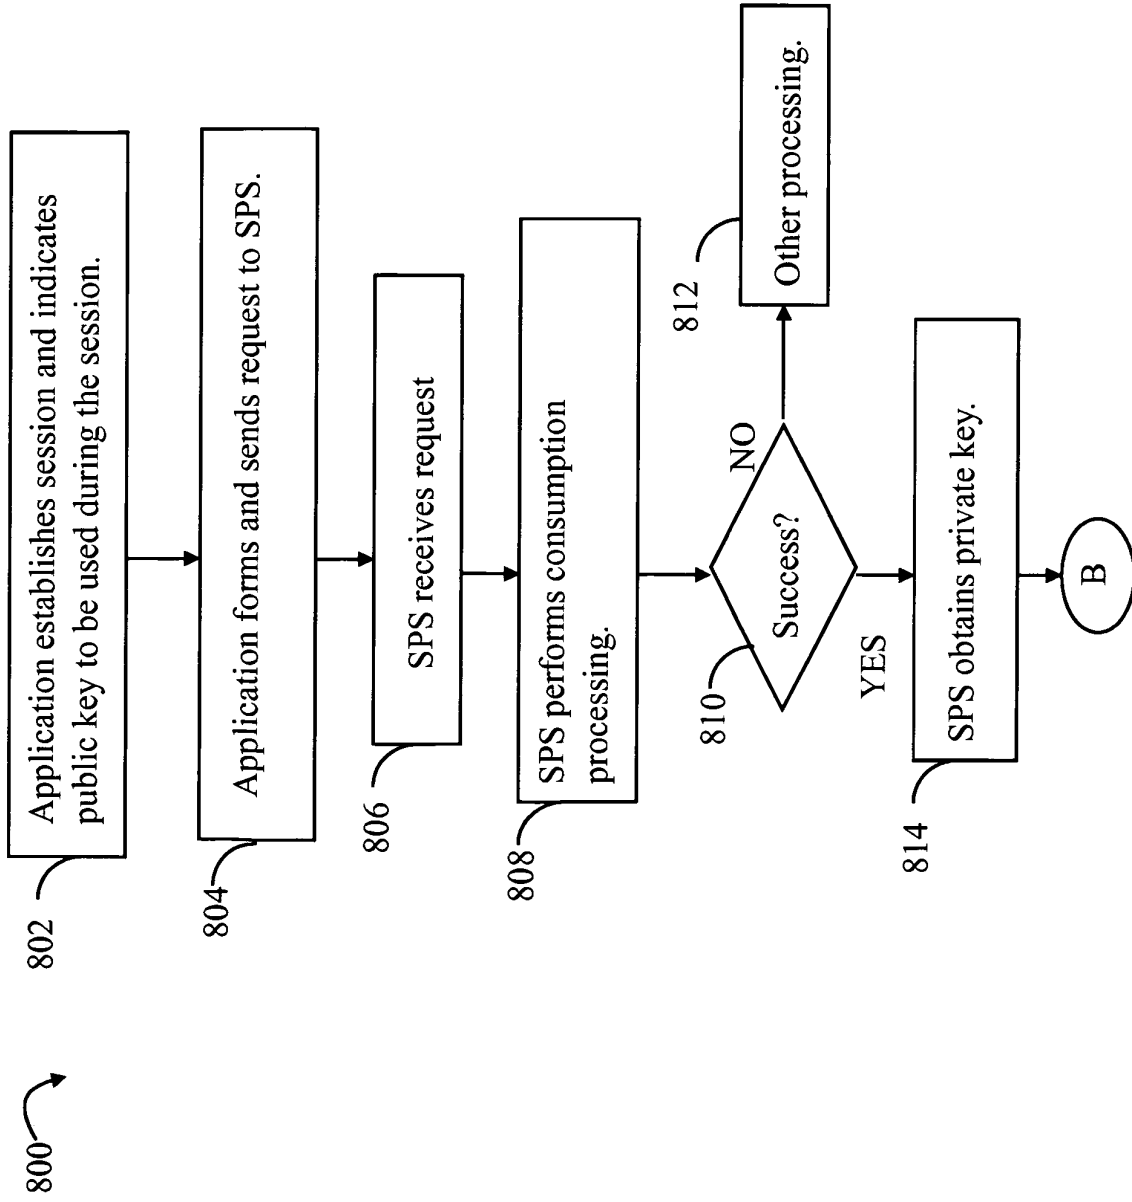 800
802
Application establishes session and indicates
public key to be used during the session.
804
Application forms and sends request to SPS.
806
SPS receives request
808
SPS performs consumption
processing.
810
Success?
NO
812
Other processing.
YES
814
SPS obtains private key.
B